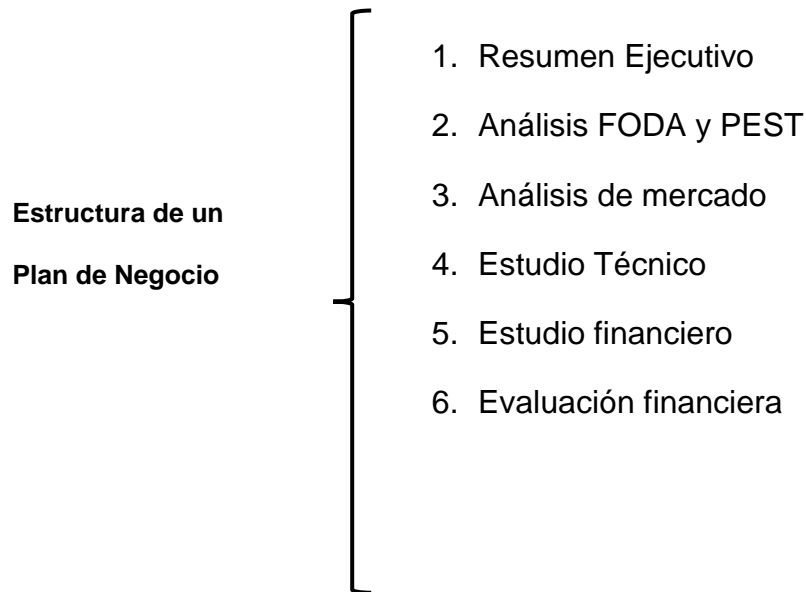 Estructura de un
Plan de Negocio
1. Resumen Ejecutivo
2. Análisis FODA y PEST
3. Análisis de mercado
4. Estudio Técnico
5. Estudio financiero
6. Evaluación financiera